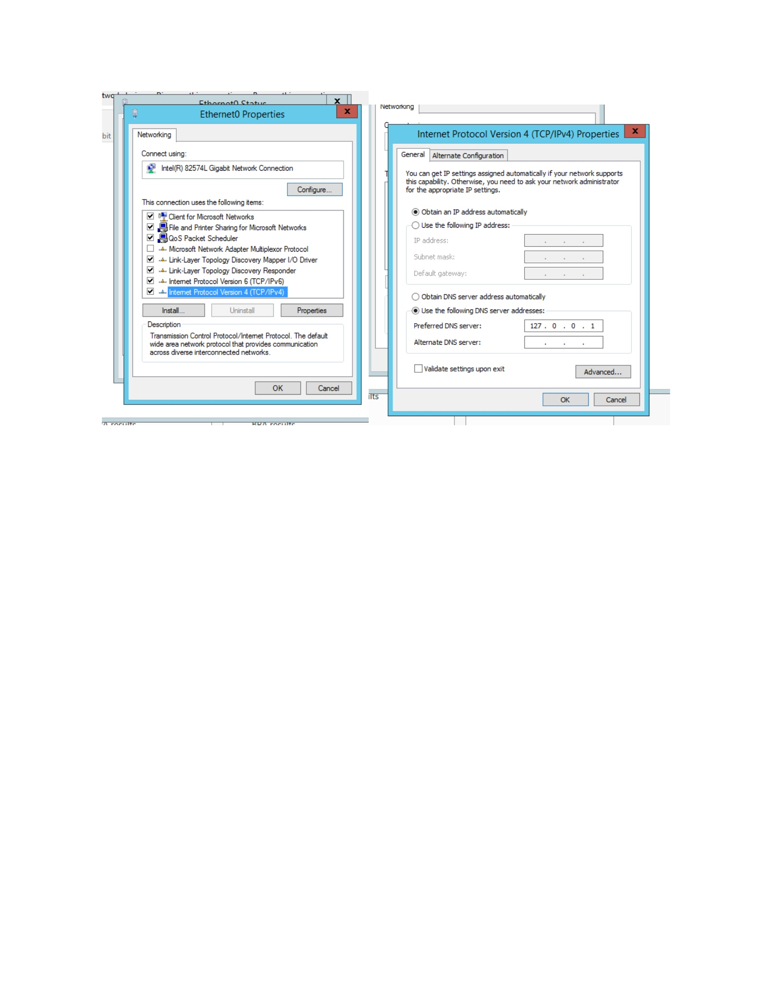 Ethernet0 Status
Ethernet0 Properties
Networking
bit
Connect using:
Intel(R) 82574L Gigabit Network Connection
Configure...
This connection uses the following items:
Client for Microsoft Networks
File and Printer Sharing for Microsoft Networks
QoS Packet Scheduler
Microsoft Network Adapter Multiplexor Protocol
Link-Layer Topology Discovery Mapper I/O Driver
Link-Layer Topology Discovery Responder
Internet Protocol Version 6 (TCP/IPv6)
Internet Protocol Version 4 (TCP/IPv4)
Install... Uninstall Properties
Description
Transmission Control Protocol/Internet Protocol. The default
wide area network protocol that provides communication
across diverse interconnected networks.
OK Cancel
BPA results
Networking
Internet Protocol Version 4 (TCP/IPv4) Properties
General Alternate Configuration
You can get IP settings assigned automatically if your network supports
this capability. Otherwise, you need to ask your network administrator
for the appropriate IP settings.
Obtain an IP address automatically
Use the following IP address:
IP address: . . .
Subnet mask: . . .
Default gateway: . . .
Obtain DNS server address automatically
Use the following DNS server addresses:
Preferred DNS server: 127 . 0 . 0 . 1
Alternate DNS server: . . .
Validate settings upon exit
Advanced...
OK Cancel